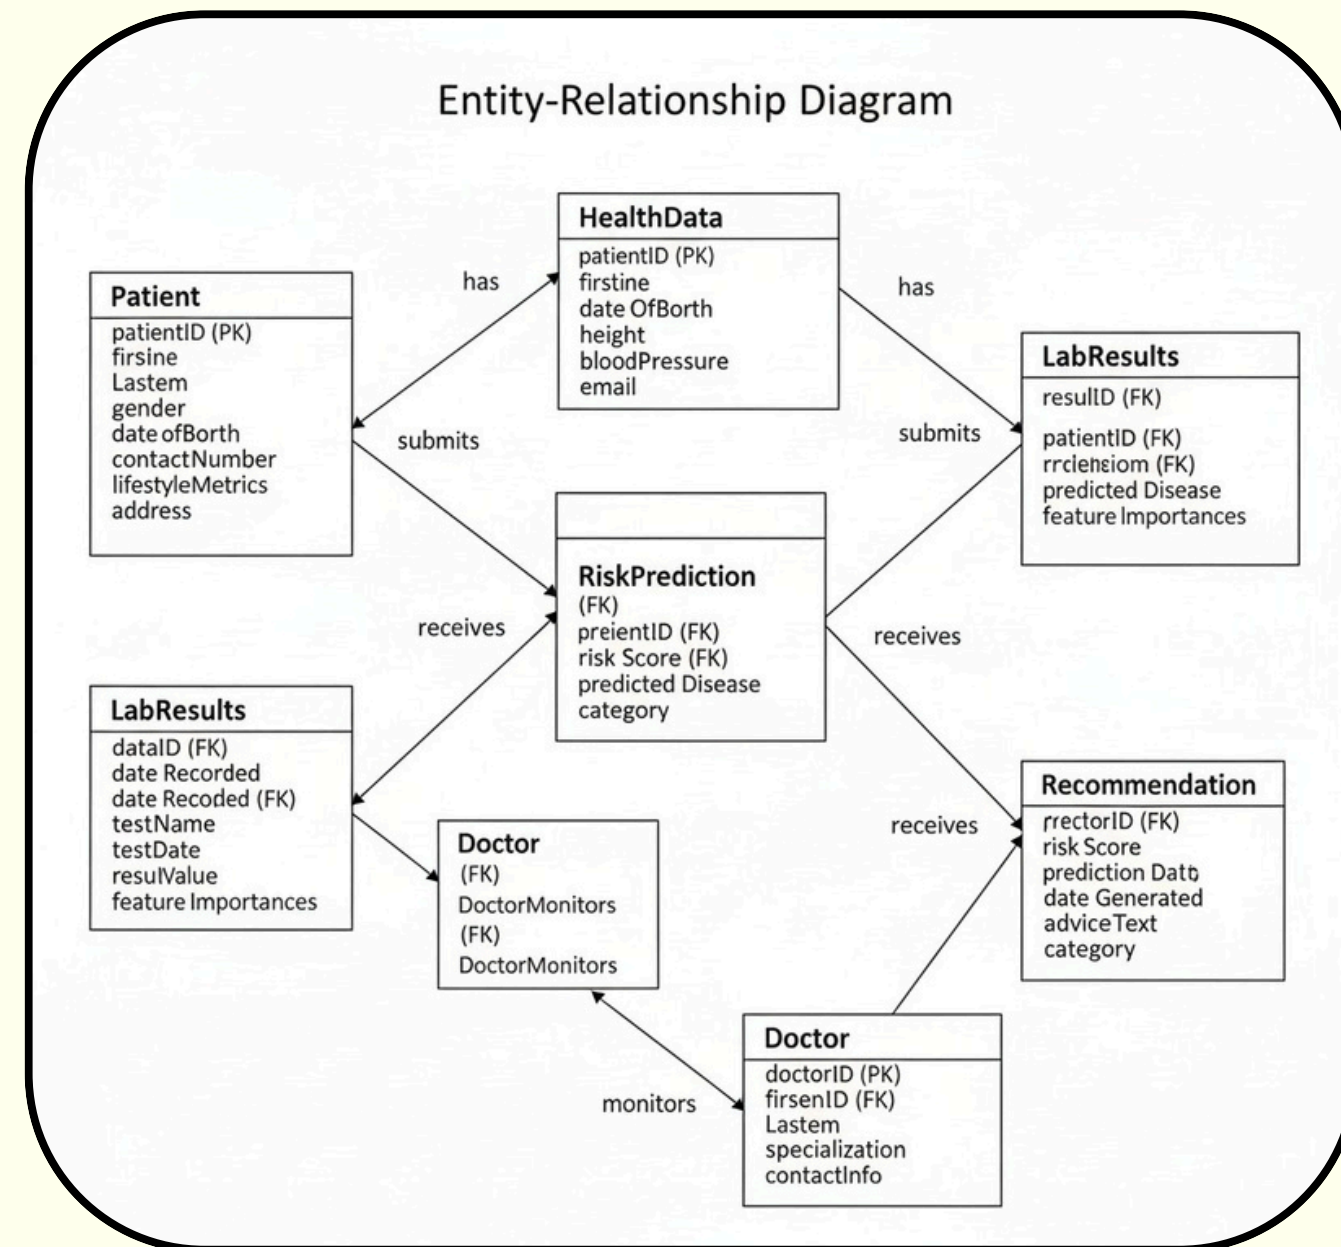 Entity-Relationship Diagram
HealthData
patientID (PK)
firstine
date OfBorth
height
bloodPressure
email
has
has
Patient
patientID (PK)
firsine
Lastem
gender
date ofBorth
contactNumber
lifestyleMetrics
address
submits
submits
LabResults
resulID (FK)
patientID (FK)
(FK)
predicted Disease
feature Importances
RiskPrediction
(FK)
preientID (FK)
risk Score (FK)
predicted Disease
category
receives
receives
LabResults
dataID (FK)
date Recorded
date Recoded (FK)
testName
testDate
resulValue
feature Importances
Doctor
(FK)
DoctorMonitors
(FK)
DoctorMonitors
receives
Recommendation
rrectorID (FK)
risk Score
prediction Datb
date Generated
adviceText
category
monitors
Doctor
doctorID (PK)
firsenID (FK)
Lastem
specialization
contactInfo